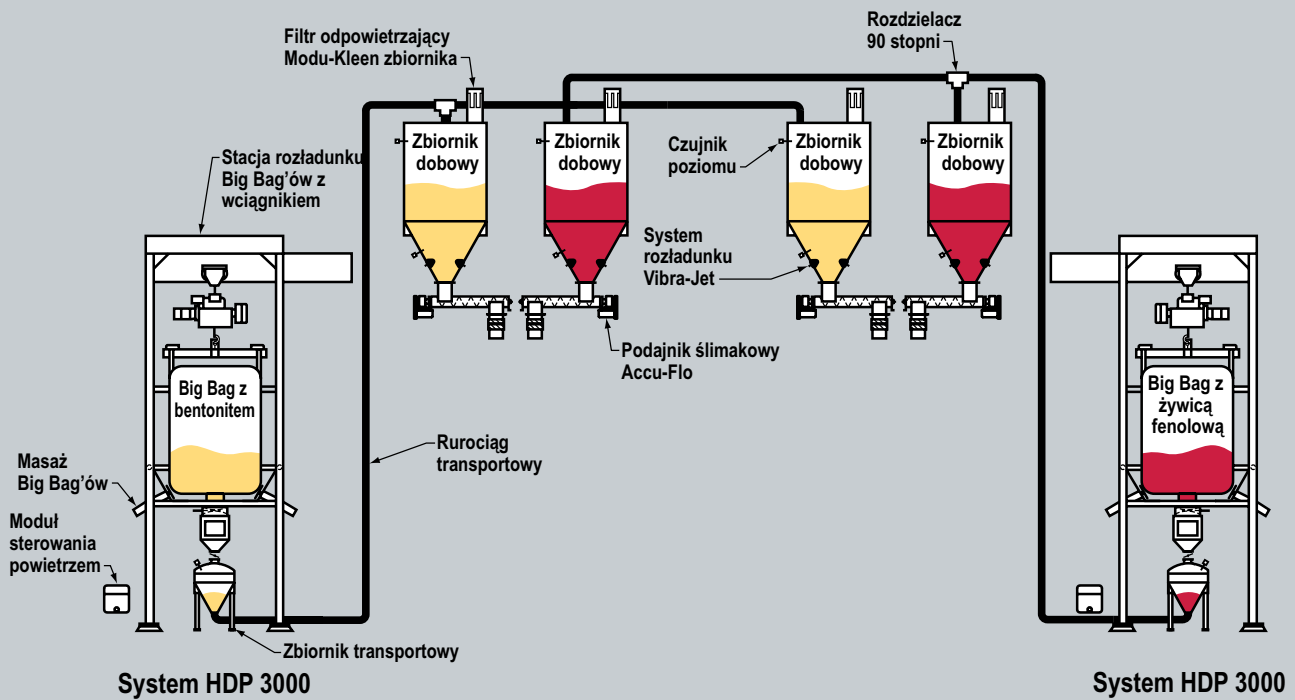 Filtr odpowietrzający
Modu-Kleen zbiornika
Rozdzielacz
90 stopni
Stacja rozładunku
Big Bag'ów z
wciągnikiem
Zbiornik
dobowy
Zbiornik
dobowy
Czujnik
poziomu
Zbiornik
dobowy
Zbiornik
dobowy
System
rozładunku
Vibra-Jet
Podajnik ślimakowy
Accu-Flo
Big Bag z
bentonitem
Big Bag z
żywicą
fenolową
Rurociąg
transportowy
Masaż
Big Bag'ów
Moduł
sterowania
powietrzem
Zbiornik transportowy
System HDP 3000
System HDP 3000